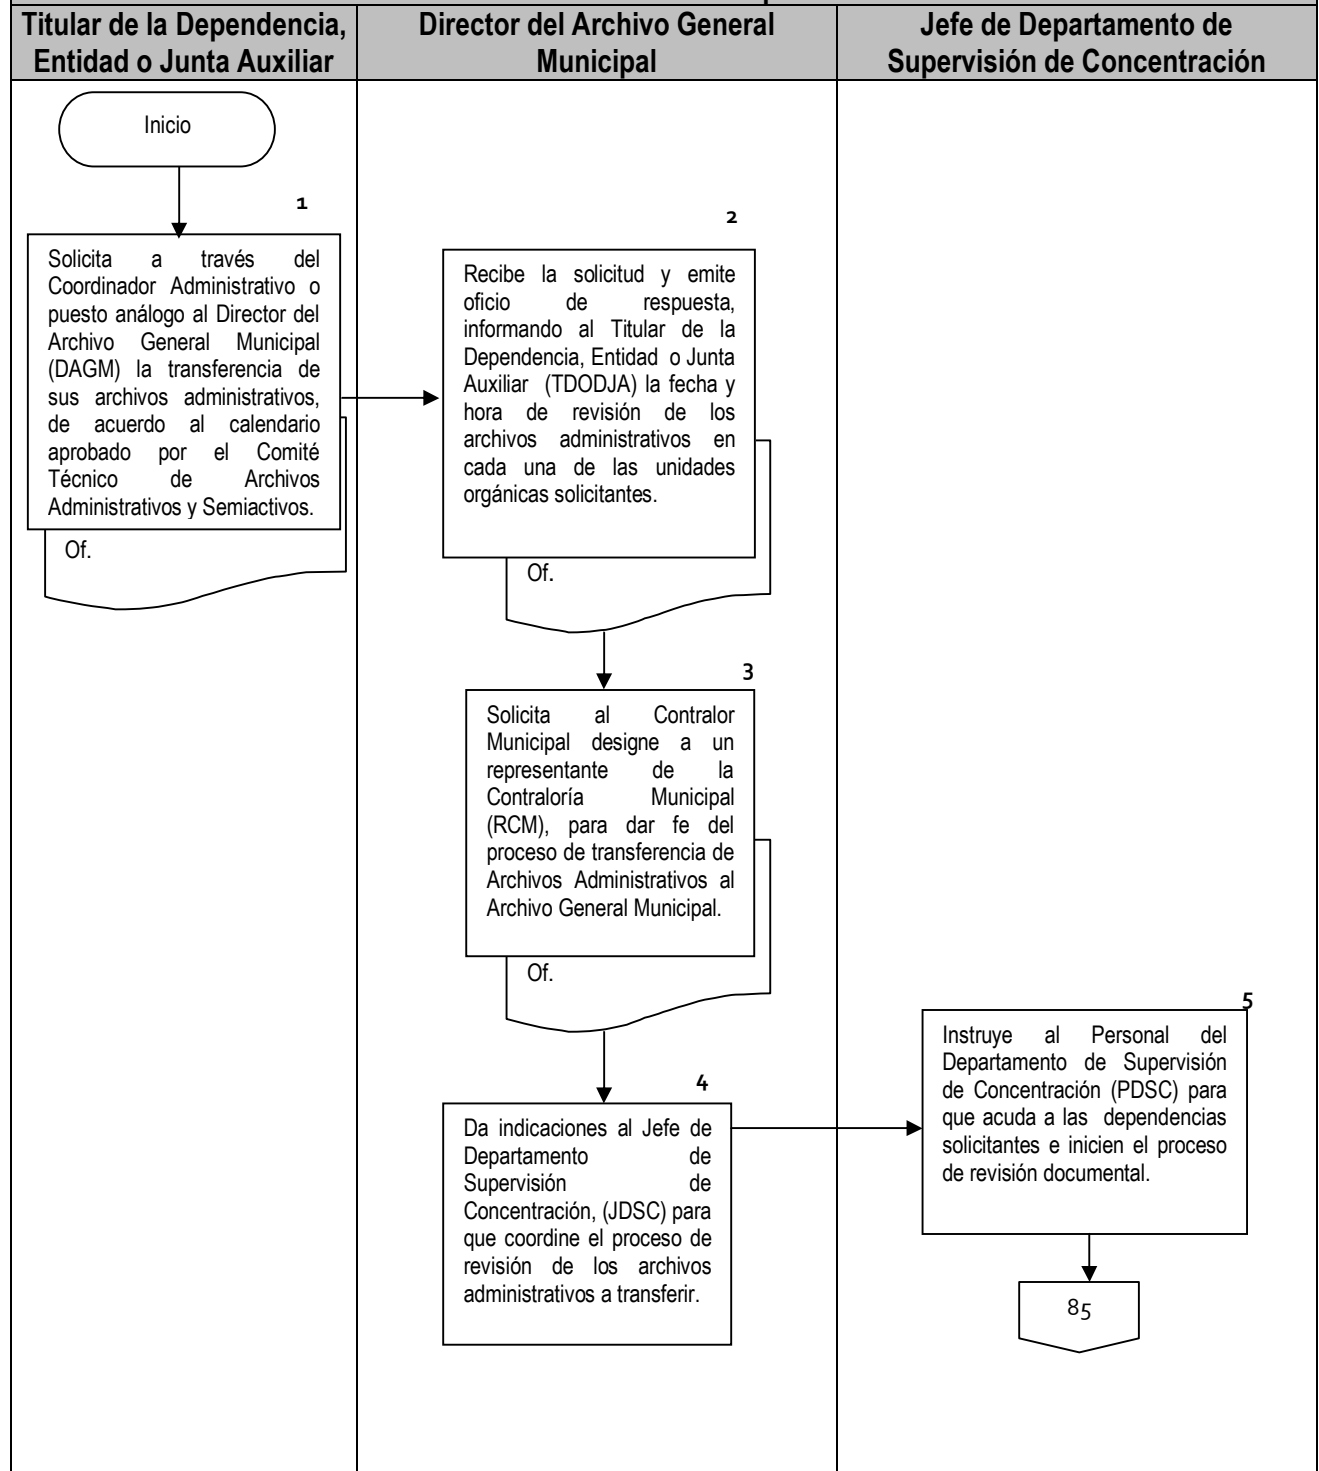 Titular de la Dependencia,
Entidad o Junta Auxiliar
Director del Archivo General
Municipal
Jefe de Departamento de
Supervisión de Concentración
Inicio
1
Solicita a través del
Coordinador Administrativo o
puesto análogo al Director del
Archivo General Municipal
(DAGM) la transferencia de
sus archivos administrativos,
de acuerdo al calendario
aprobado por el Comité
Técnico de Archivos
Administrativos y Semiactivos.
Of.
2
Recibe la solicitud y emite
oficio de respuesta,
informando al Titular de la
Dependencia, Entidad o Junta
Auxiliar (TDODJA) la fecha y
hora de revisión de los
archivos administrativos en
cada una de las unidades
orgánicas solicitantes.
Of.
3
Solicita al Contralor
Municipal designe a un
representante de la
Contraloría Municipal
(RCM), para dar fe del
proceso de transferencia de
Archivos Administrativos al
Archivo General Municipal.
Of.
4
Da indicaciones al Jefe de
Departamento de
Supervisión de
Concentración, (JDSC) para
que coordine el proceso de
revisión de los archivos
administrativos a transferir.
5
Instruye al Personal del
Departamento de Supervisión
de Concentración (PDSC) para
que acuda a las dependencias
solicitantes e inicien el proceso
de revisión documental.
85